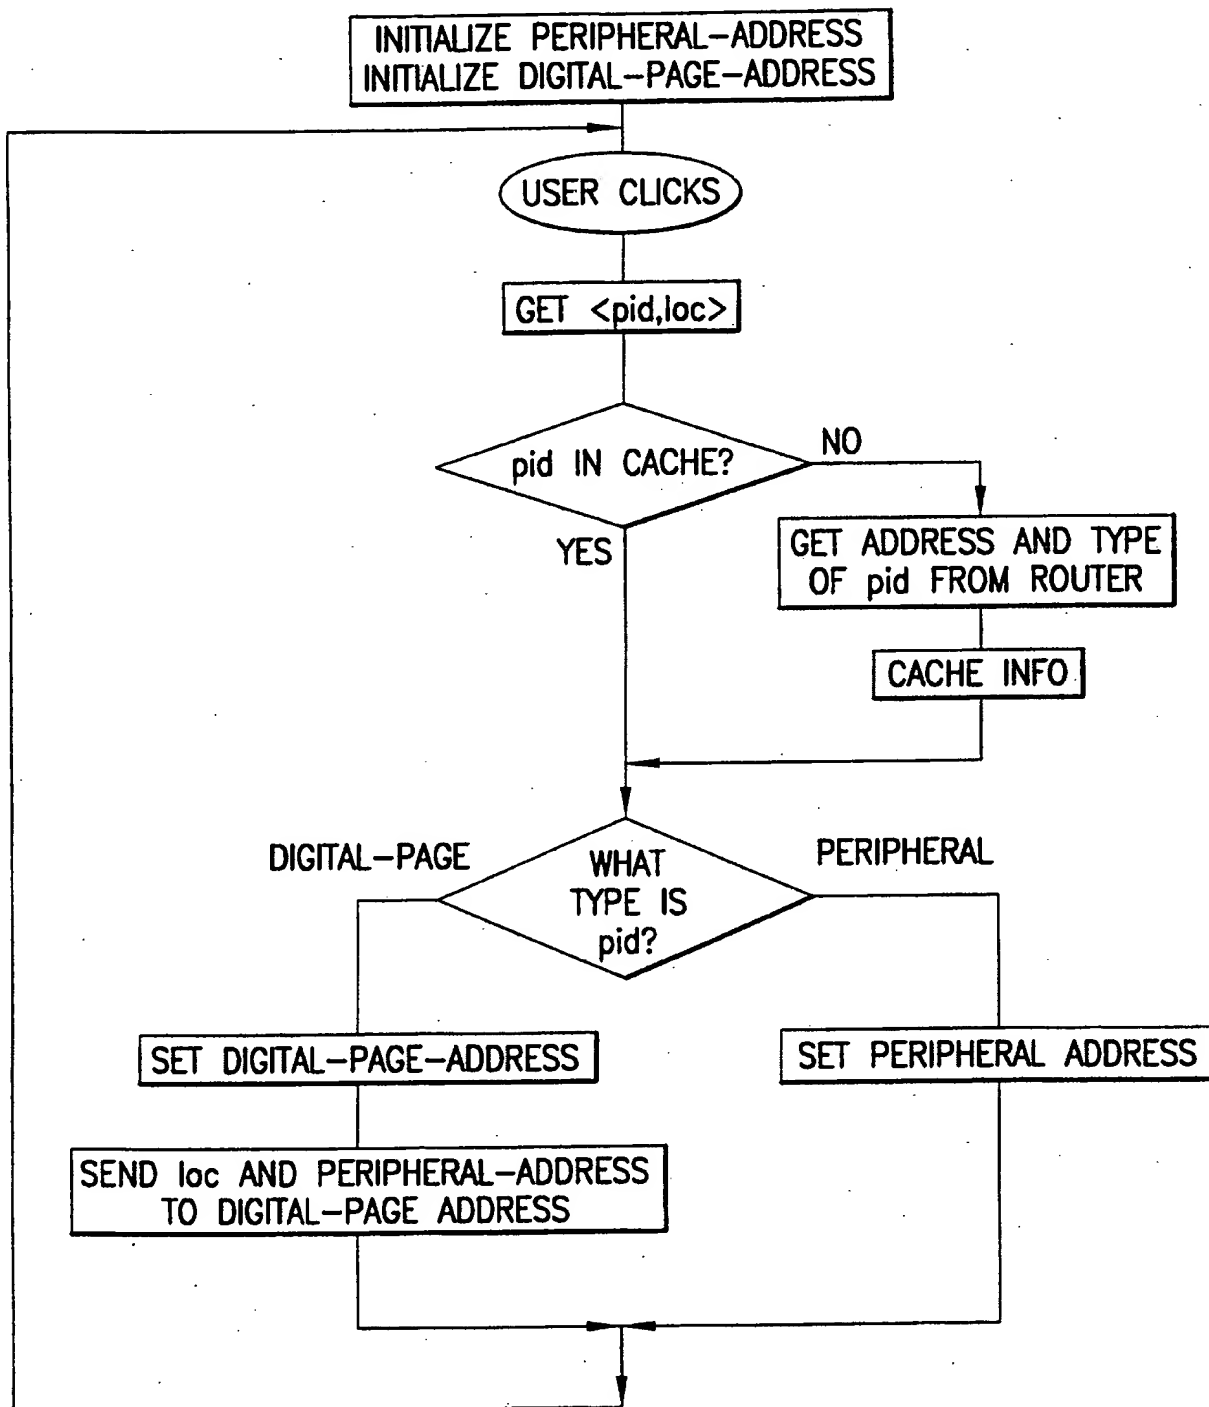 INITIALIZE PERIPHERAL-ADDRESS
INITIALIZE DIGITAL-PAGE-ADDRESS
USER CLICKS
GET <pid,loc>
pid IN CACHE?
NO
YES
GET ADDRESS AND TYPE
OF pid FROM ROUTER
CACHE INFO
DIGITAL-PAGE
WHAT
TYPE IS
pid?
PERIPHERAL
SET DIGITAL-PAGE-ADDRESS
SET PERIPHERAL ADDRESS
SEND loc AND PERIPHERAL-ADDRESS
TO DIGITAL-PAGE ADDRESS